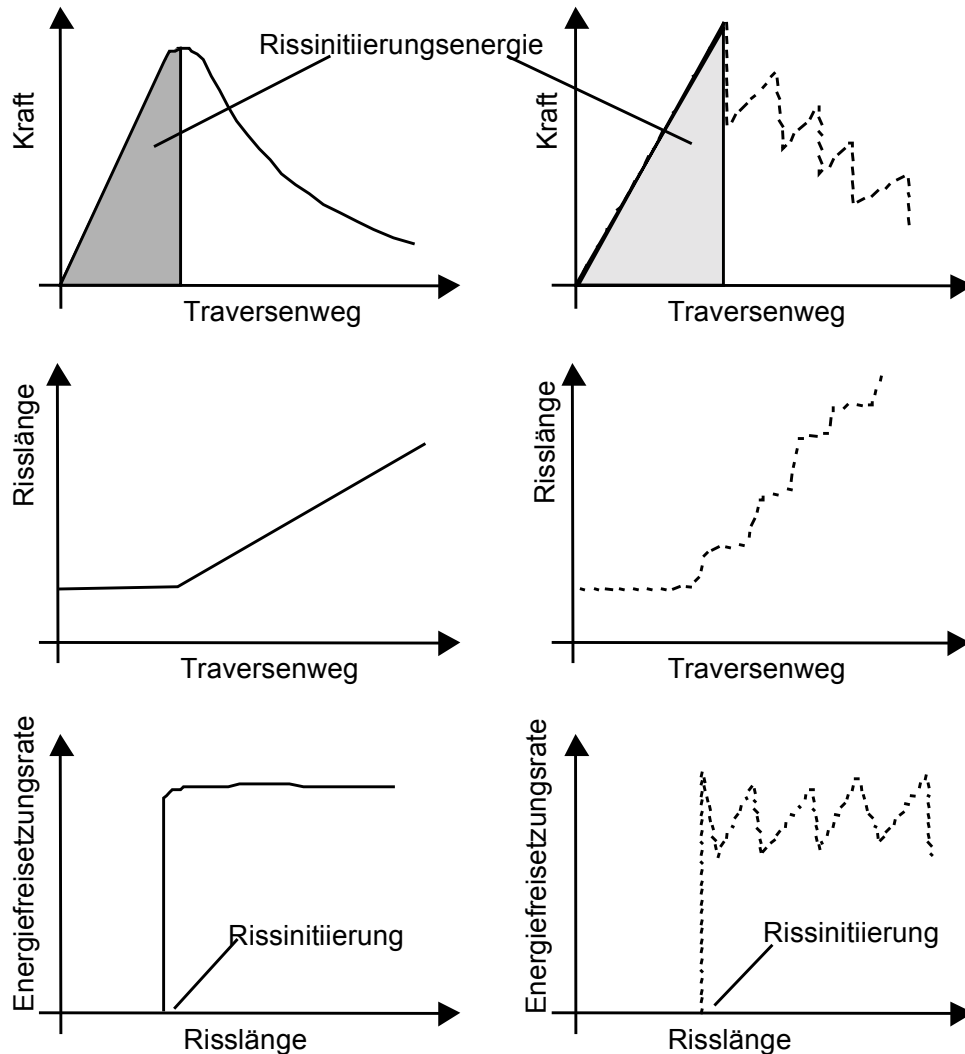 Rissinitiierungsenergie
Kraft
Kraft
Traversenweg
Traversenweg
Risslänge
Risslänge
Traversenweg
Traversenweg
Energiefreisetzungsrate
Energiefreisetzungsrate
Rissinitiierung
Rissinitiierung
Risslänge
Risslänge